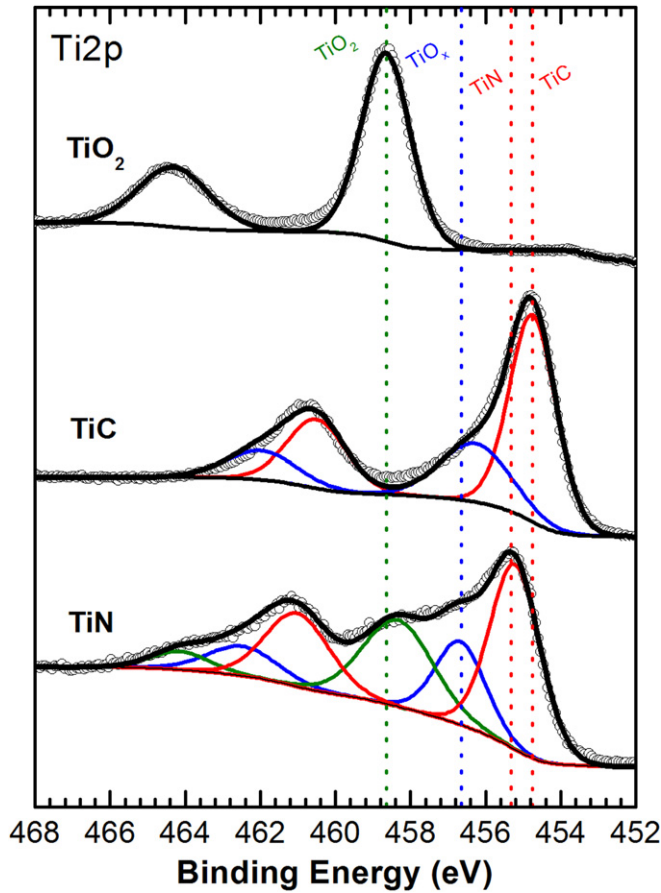 Ti2p
TiO₂
TiOₓ
TiN
TiC
TiO₂
TiC
TiN
468 466 464 462 460 458 456 454 452
Binding Energy (eV)